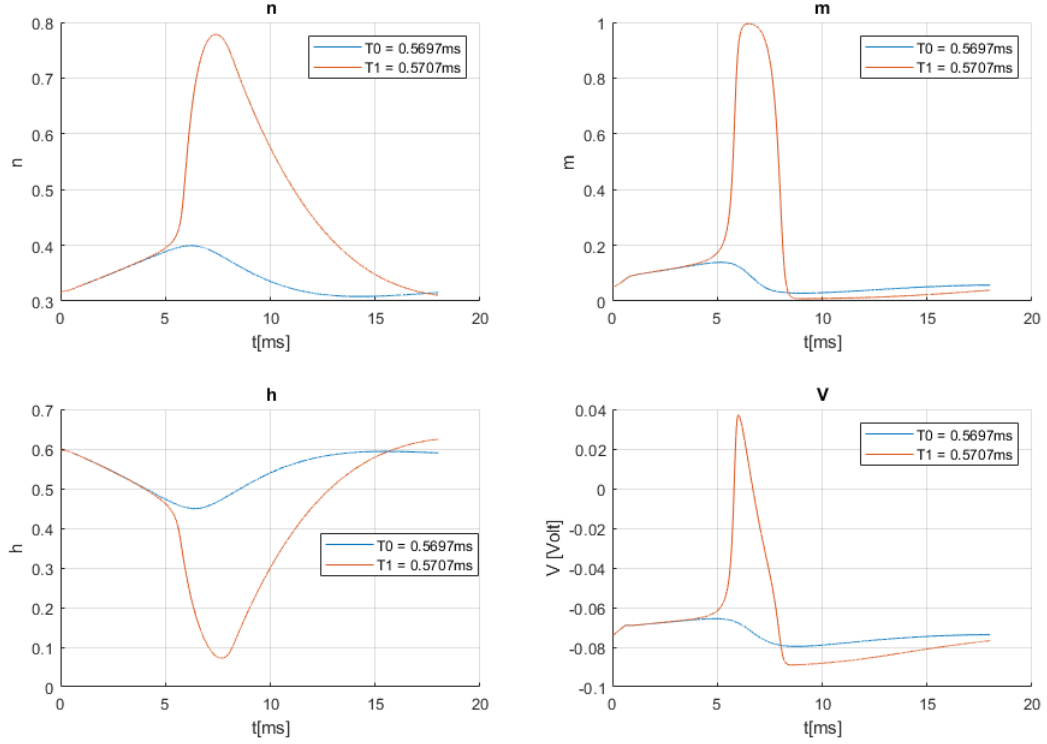 n
0.8
0.7
0.6
0.5
0.4
0.3
n
0
5
10
15
20
t[ms]
T0 = 0.5697ms
T1 = 0.5707ms
m
1
0.8
0.6
0.4
0.2
0
m
0
5
10
15
20
t[ms]
T0 = 0.5697ms
T1 = 0.5707ms
h
0.7
0.6
0.5
0.4
0.3
0.2
0.1
0
h
0
5
10
15
20
t[ms]
T0 = 0.5697ms
T1 = 0.5707ms
V
0.04
0.02
0
-0.02
-0.04
-0.06
-0.08
-0.1
V [Volt]
0
5
10
15
20
t[ms]
T0 = 0.5697ms
T1 = 0.5707ms